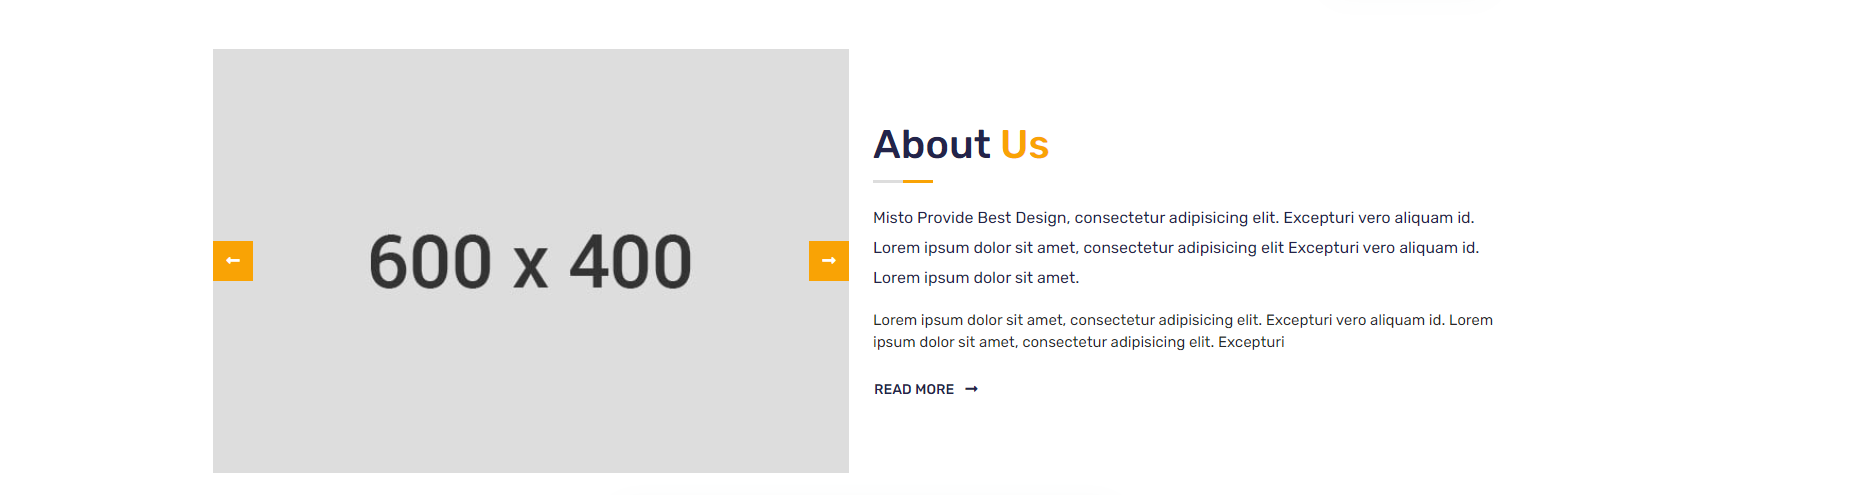 600 x 400
About Us
Misto Provide Best Design, consectetur adipisicing elit. Excepturi vero aliquam id.
Lorem ipsum dolor sit amet, consectetur adipisicing elit Excepturi vero aliquam id.
Lorem ipsum dolor sit amet.
Lorem ipsum dolor sit amet, consectetur adipisicing elit. Excepturi vero aliquam id. Lorem
ipsum dolor sit amet, consectetur adipisicing elit. Excepturi
READ MORE